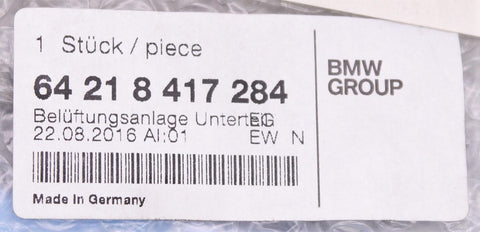 1 Stück / piece
64 21 8 417 284
Belüftungsanlage Unterteil EG
22.08.2016 AI:01 EW N
Made In Germany
BMW
GROUP